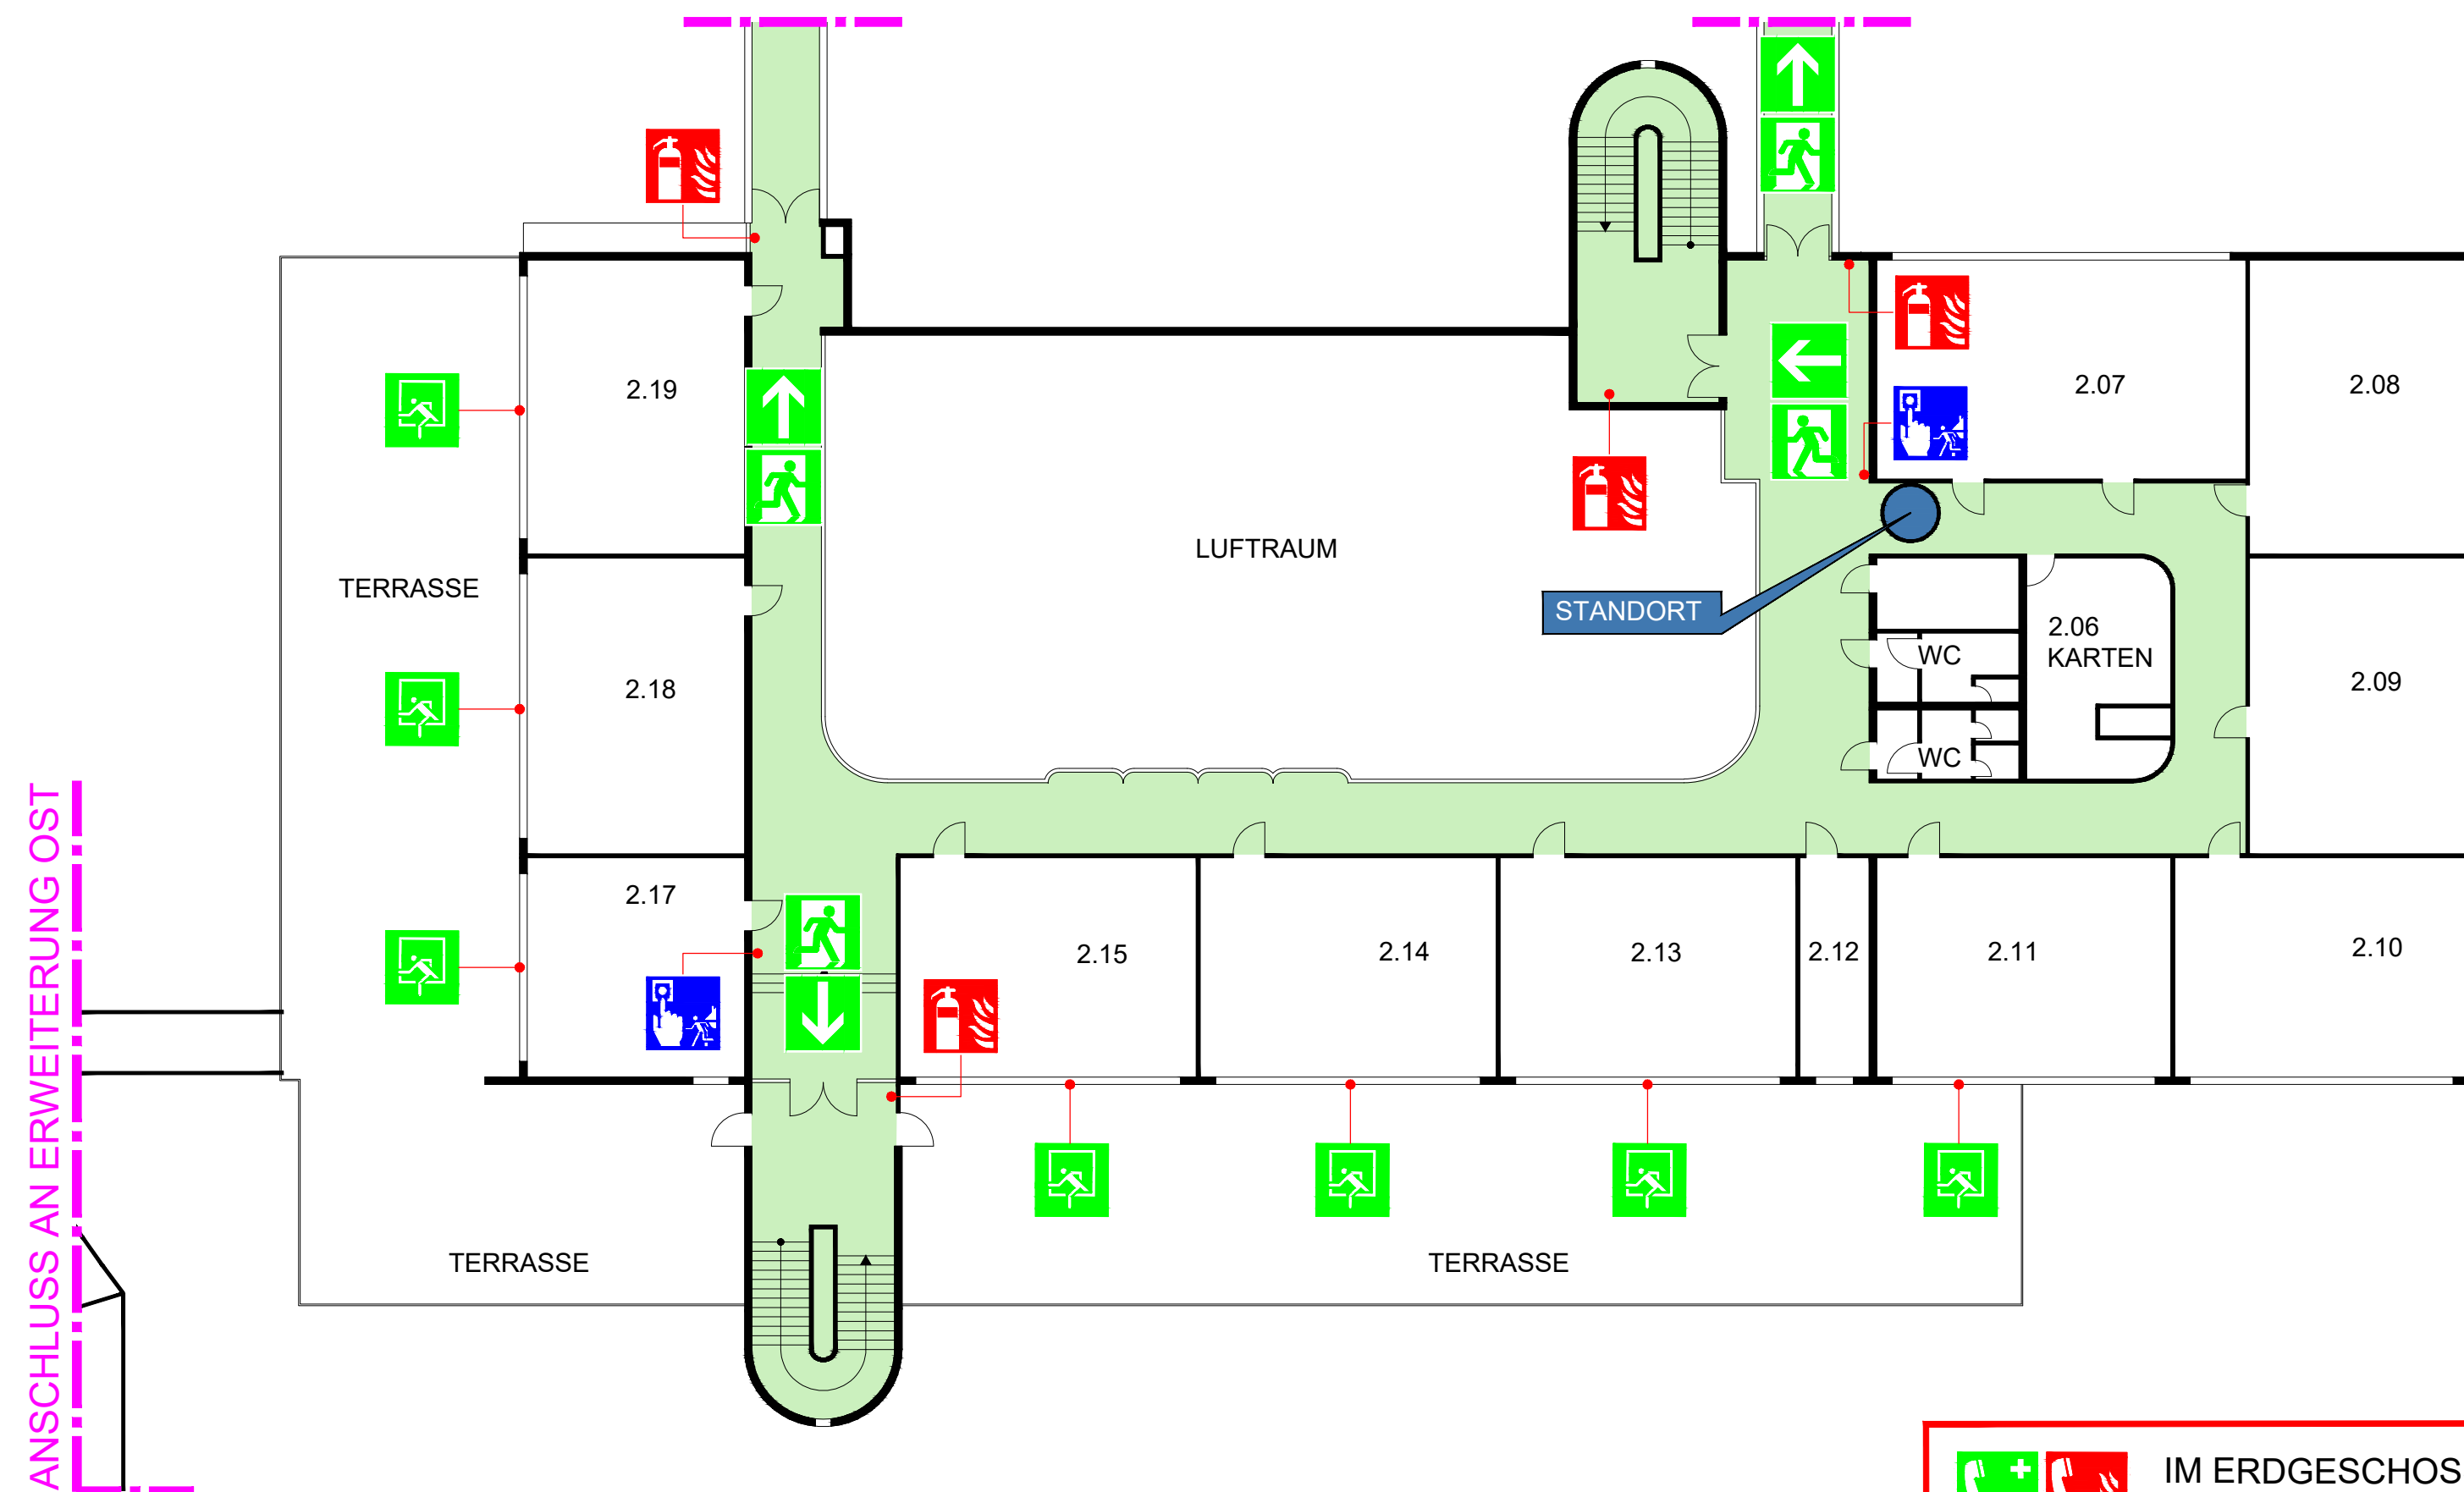 2.19
2.07
2.08
LUFTRAUM
TERRASSE
STANDORT
2.06
KARTEN
WC
2.18
2.09
WC
2.17
2.15
2.14
2.13
2.12
2.11
2.10
TERRASSE
TERRASSE
ANSCHLUSS AN ERWEITERUNG OST
IM ERDGESCHOS